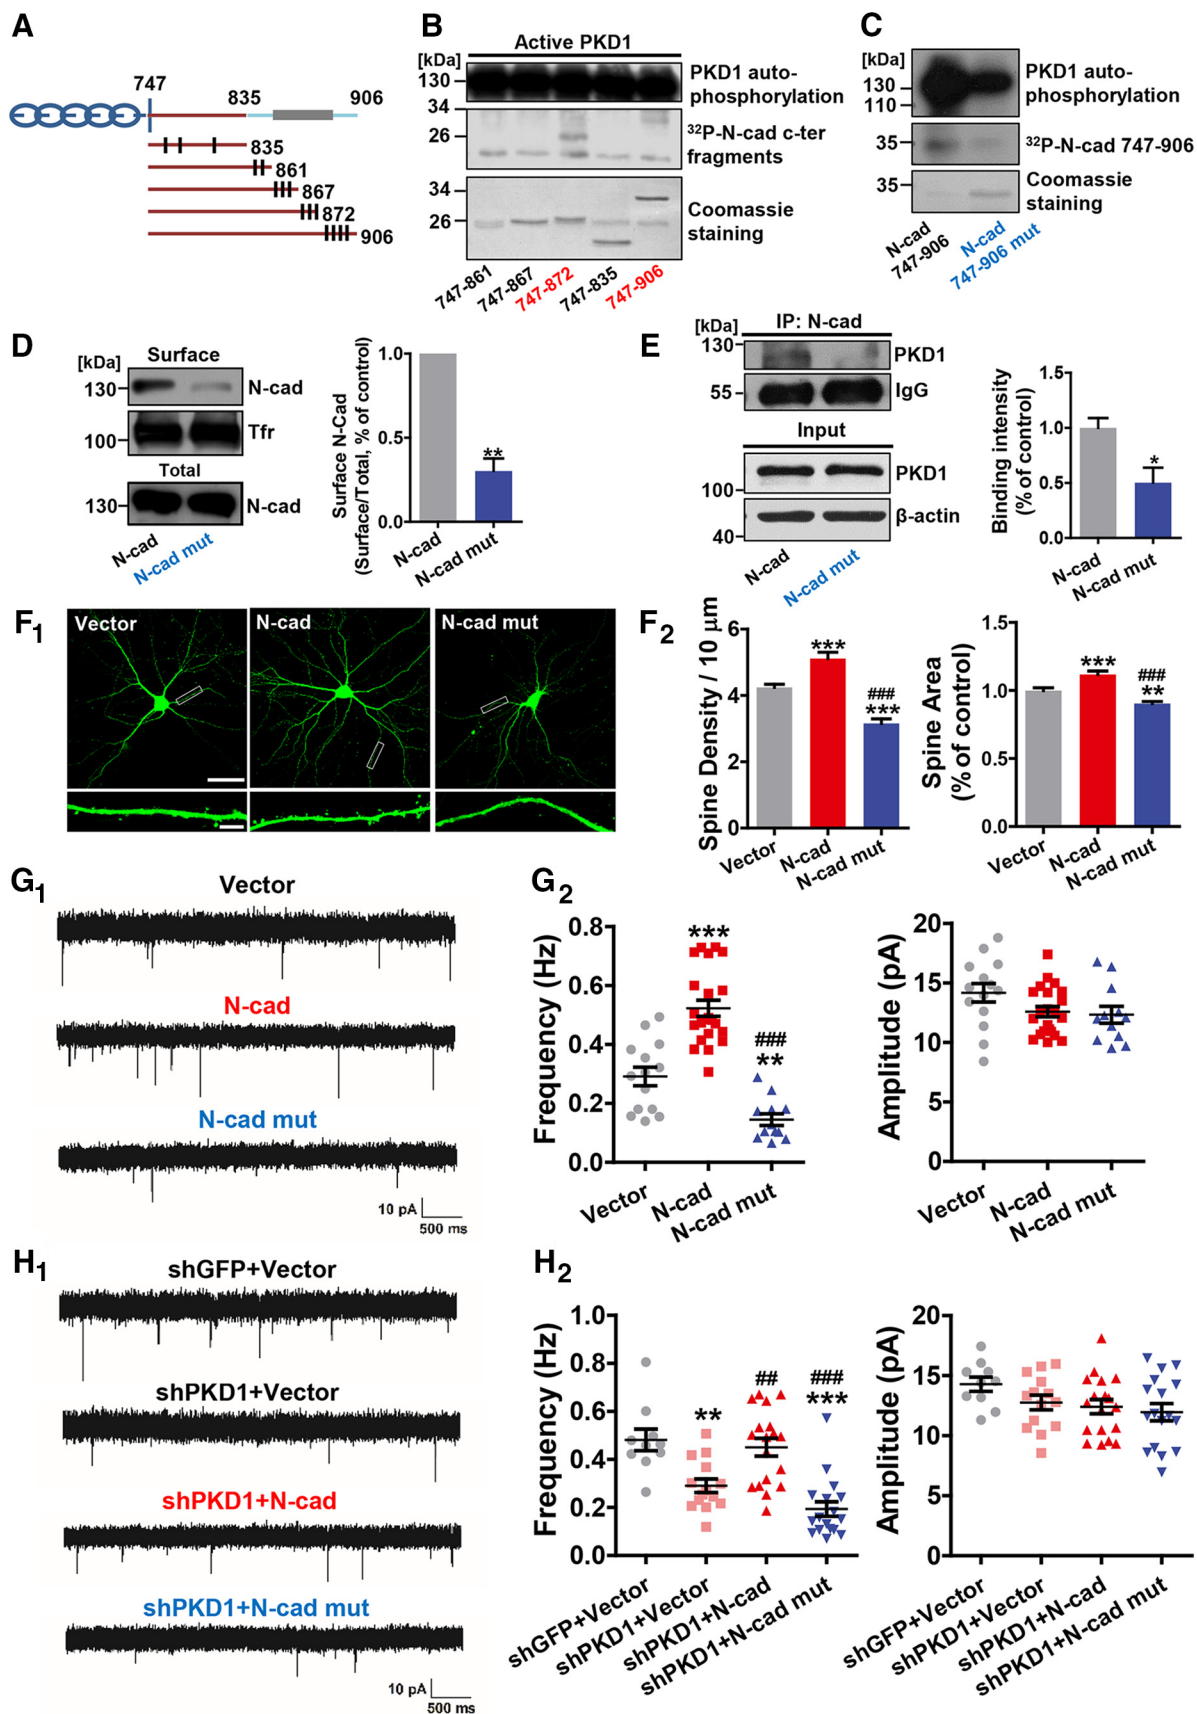 A
747
835
906
835
861
867
872
906
B
Active PKD1
[kDa]
130
PKD1 auto-
phosphorylation
34
26
32P-N-cad c-ter
fragments
34
26
Coomassie
staining
747-861
747-867
747-872
747-835
747-906
C
[kDa]
130
110
PKD1 auto-
phosphorylation
35
32P-N-cad 747-906
35
Coomassie
staining
N-cad
747-906
N-cad
747-906 mut
D
[kDa]
Surface
130
N-cad
100
Tfr
Total
130
N-cad
N-cad
N-cad mut
Surface N-Cad
(Surface/Total, % of control)
1.0
0.5
0.0
**
N-cad
N-cad mut
E
[kDa]
IP: N-cad
130
PKD1
55
IgG
Input
PKD1
100
β-actin
40
N-cad
N-cad mut
Binding intensity
(% of control)
1.5
1.0
0.5
0.0
*
N-cad
N-cad mut
F1
Vector
N-cad
N-cad mut
F2
Spine Density / 10 μm
6
4
2
0
***
###
***
Vector
N-cad
N-cad mut
Spine Area
(% of control)
1.5
1.0
0.5
0.0
***
###
**
Vector
N-cad
N-cad mut
G1
Vector
N-cad
N-cad mut
10 pA
500 ms
G2
Frequency (Hz)
0.8
0.6
0.4
0.2
0.0
***
###
**
Vector
N-cad
N-cad mut
Amplitude (pA)
20
15
10
5
0
Vector
N-cad
N-cad mut
H1
shGFP+Vector
shPKD1+Vector
shPKD1+N-cad
shPKD1+N-cad mut
10 pA
500 ms
H2
Frequency (Hz)
1.0
0.8
0.6
0.4
0.2
0.0
**
##
###
***
shGFP+Vector
shPKD1+Vector
shPKD1+N-cad
shPKD1+N-cad mut
Amplitude (pA)
20
15
10
5
0
shGFP+Vector
shPKD1+Vector
shPKD1+N-cad
shPKD1+N-cad mut